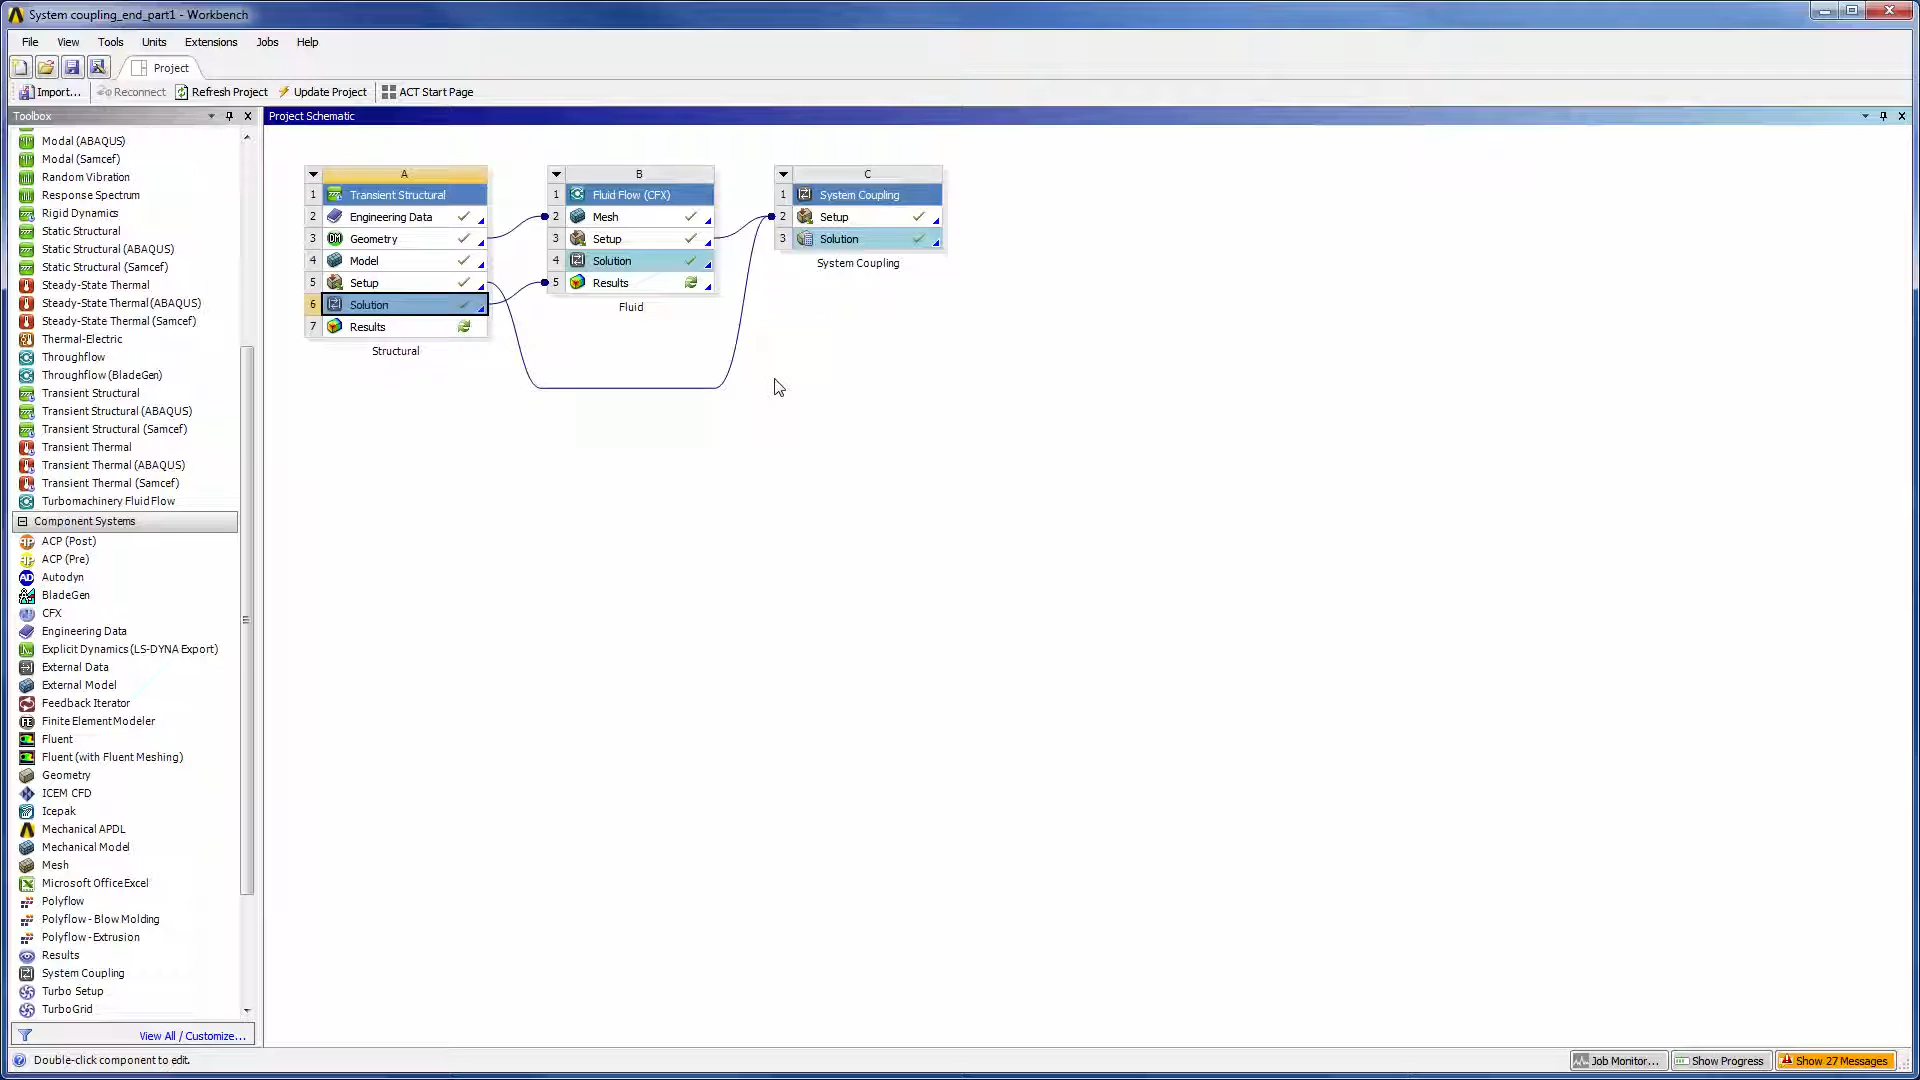 System coupling_end_part1 - Workbench
File View Tools Units Extensions Jobs Help
Project
Import... Reconnect Refresh Project Update Project ACT Start Page
Toolbox
Modal (ABAQUS)
Modal (Samcef)
Random Vibration
Response Spectrum
Rigid Dynamics
Static Structural
Static Structural (ABAQUS)
Static Structural (Samcef)
Steady-State Thermal
Steady-State Thermal (ABAQUS)
Steady-State Thermal (Samcef)
Thermal-Electric
Throughflow
Throughflow (BladeGen)
Transient Structural
Transient Structural (ABAQUS)
Transient Structural (Samcef)
Transient Thermal
Transient Thermal (ABAQUS)
Transient Thermal (Samcef)
Turbomachinery Fluid Flow
Component Systems
ACP (Post)
ACP (Pre)
Autodyn
BladeGen
CFX
Engineering Data
Explicit Dynamics (LS-DYNA Export)
External Data
External Model
Feedback Iterator
Finite Element Modeler
Fluent
Fluent (with Fluent Meshing)
Geometry
ICEM CFD
Icepak
Mechanical APDL
Mechanical Model
Mesh
Microsoft Office Excel
Polyflow
Polyflow - Blow Molding
Polyflow - Extrusion
Results
System Coupling
Turbo Setup
TurboGrid
View All / Customize...
Project Schematic
A
1 Transient Structural
2 Engineering Data
3 Geometry
4 Model
5 Setup
6 Solution
7 Results
Structural
B
1 Fluid Flow (CFX)
2 Mesh
3 Setup
4 Solution
5 Results
Fluid
C
1 System Coupling
2 Setup
3 Solution
System Coupling
Double-click component to edit.
Job Monitor... Show Progress Show 27 Messages